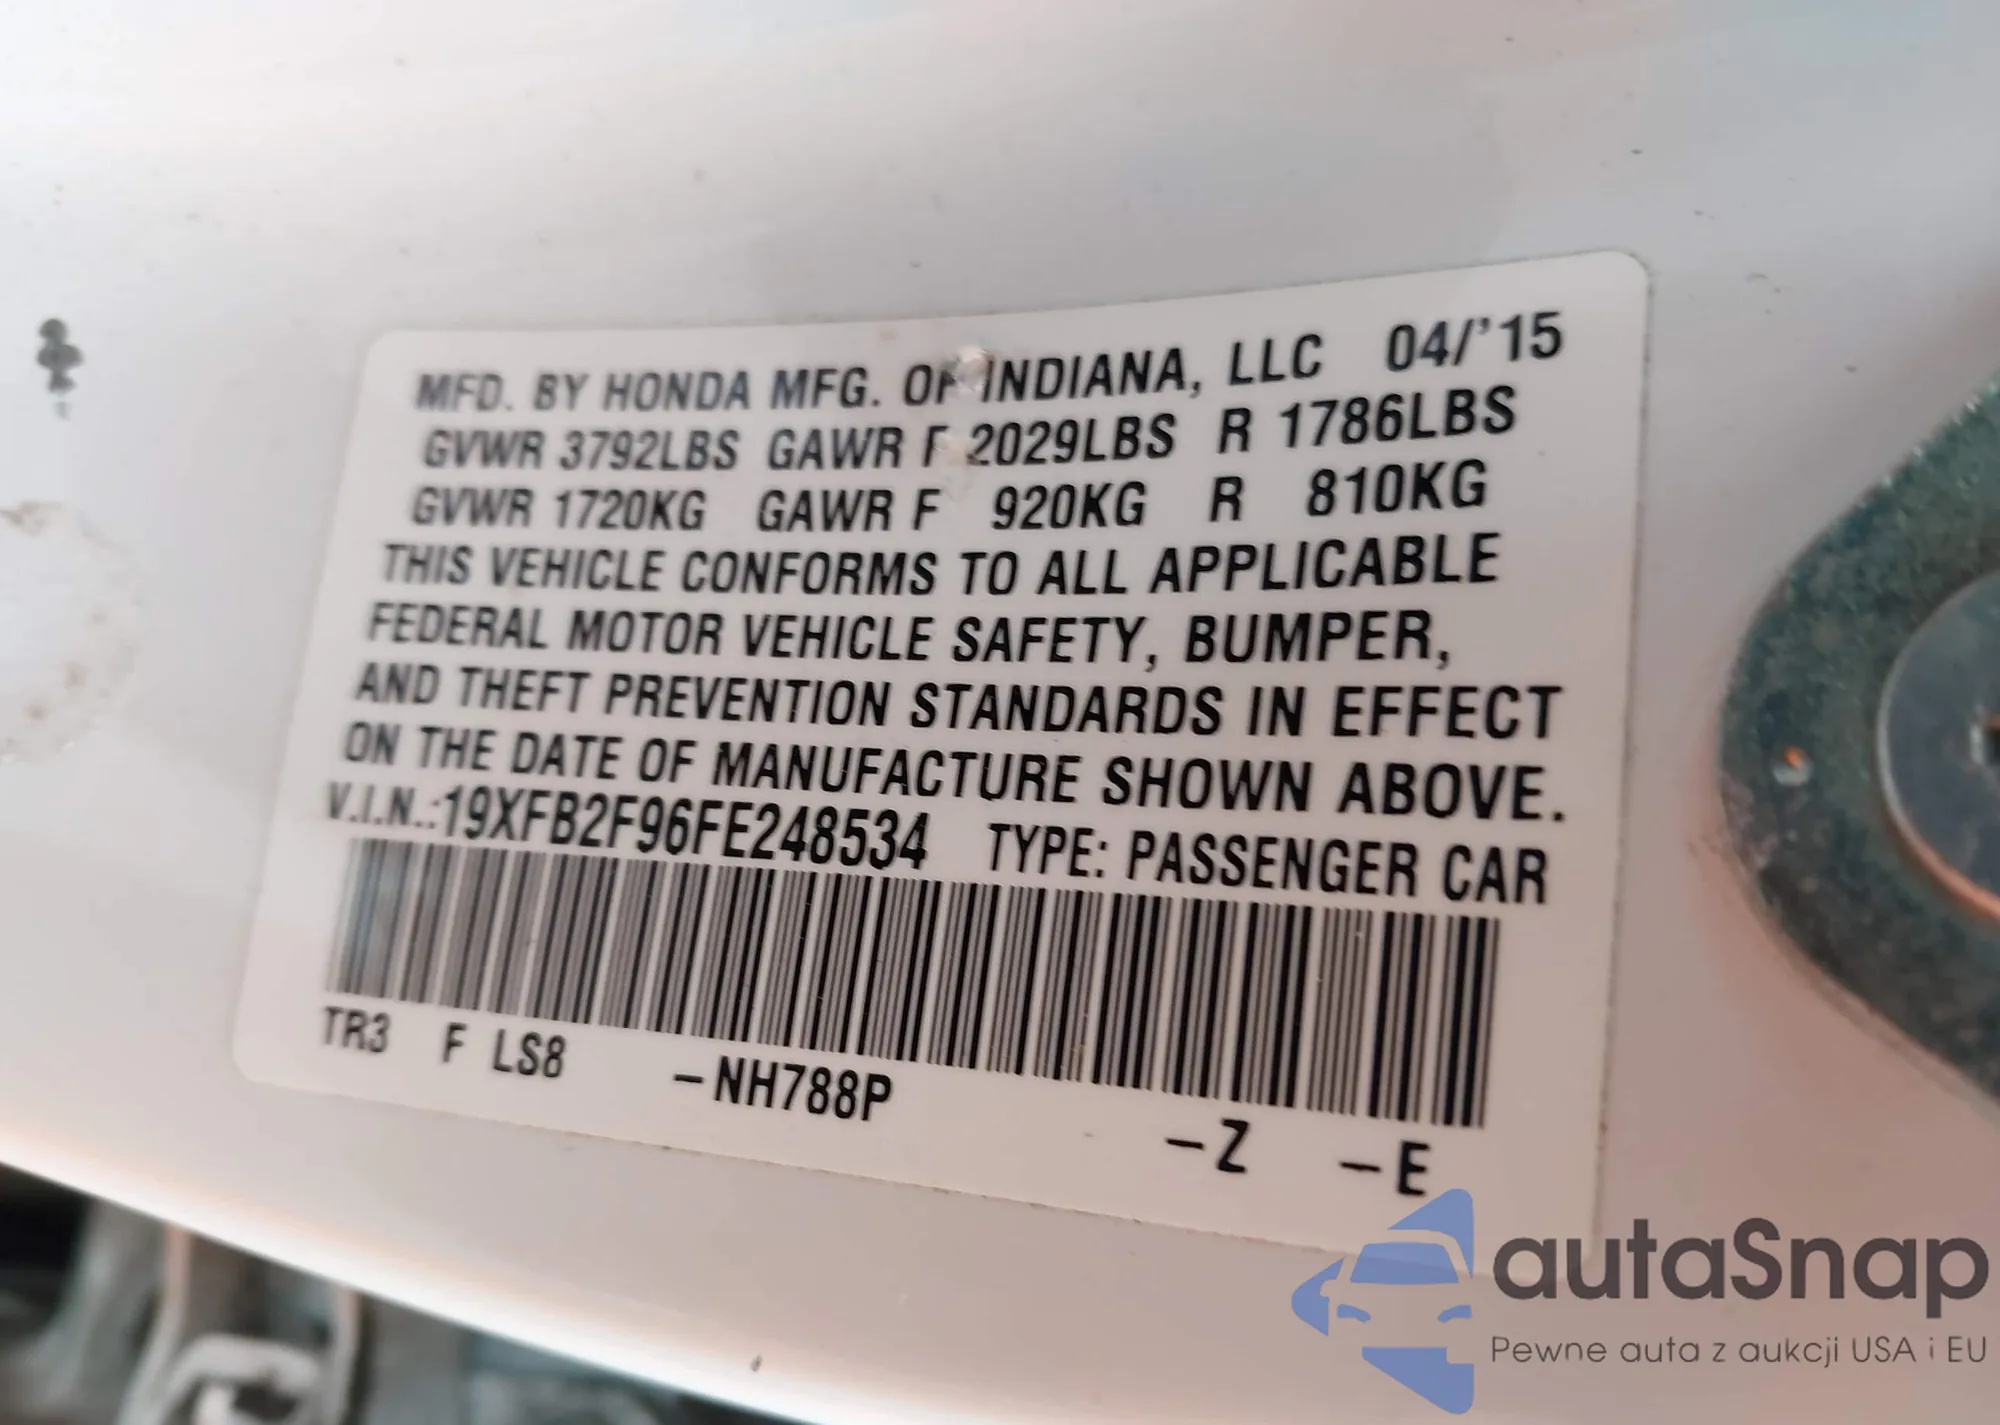 MFD. BY HONDA MFG. OF INDIANA, LLC 04/'15
GVWR 3792LBS GAWR F 2029LBS R 1786LBS
GVWR 1720KG GAWR F 920KG R 810KG
THIS VEHICLE CONFORMS TO ALL APPLICABLE
FEDERAL MOTOR VEHICLE SAFETY, BUMPER,
AND THEFT PREVENTION STANDARDS IN EFFECT
ON THE DATE OF MANUFACTURE SHOWN ABOVE.
V.I.N.:19XFB2F96FE248534 TYPE: PASSENGER CAR
TR3 F LS8 -NH788P -Z -E
autaSnap
Pewne auta z aukcji USA i EU